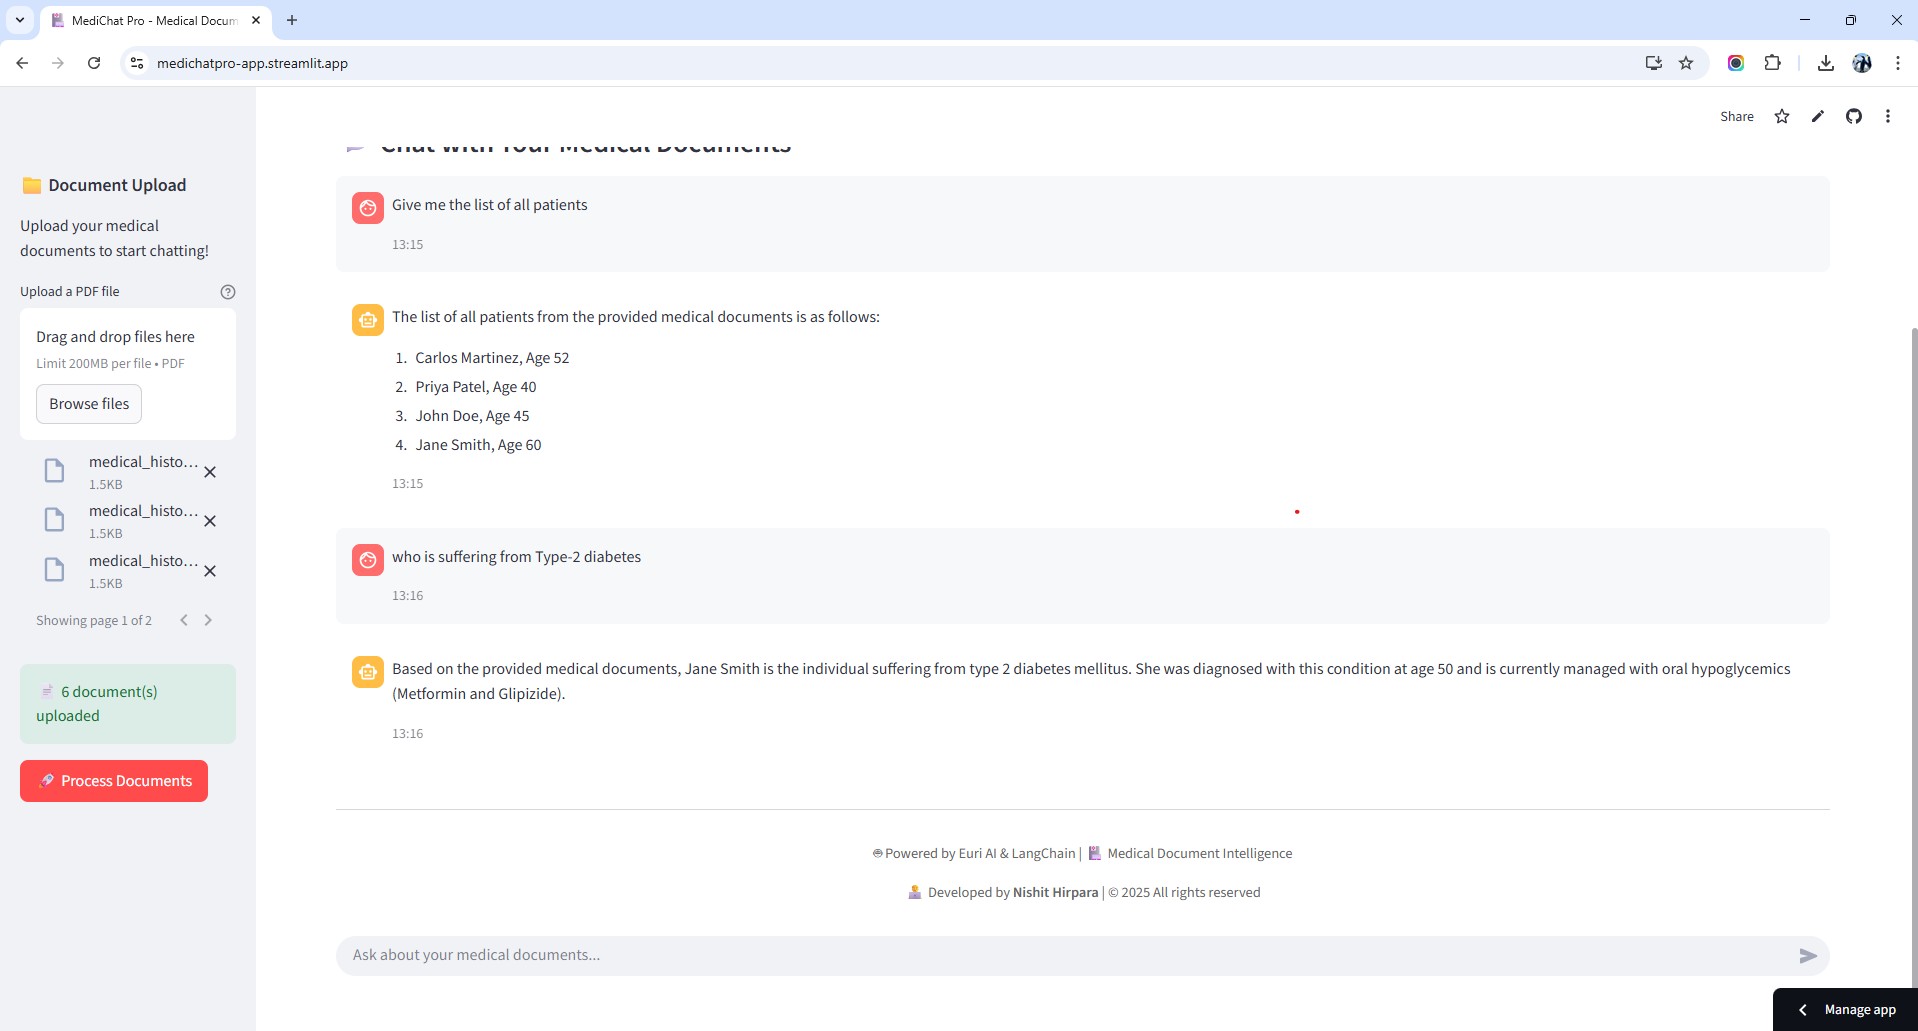 MediChat Pro - Medical Docum
medichatpro-app.streamlit.app
Share
Document Upload
Upload your medical
documents to start chatting!
Upload a PDF file
Drag and drop files here
Limit 200MB per file • PDF
Browse files
medical_histo...
1.5KB
medical_histo...
1.5KB
medical_histo...
1.5KB
Showing page 1 of 2
6 document(s)
uploaded
Process Documents
Chat with Your Medical Documents
Give me the list of all patients
13:15
The list of all patients from the provided medical documents is as follows:
1. Carlos Martinez, Age 52
2. Priya Patel, Age 40
3. John Doe, Age 45
4. Jane Smith, Age 60
13:15
who is suffering from Type-2 diabetes
13:16
Based on the provided medical documents, Jane Smith is the individual suffering from type 2 diabetes mellitus. She was diagnosed with this condition at age 50 and is currently managed with oral hypoglycemics
(Metformin and Glipizide).
13:16
Powered by Euri AI & LangChain | Medical Document Intelligence
Developed by Nishit Hirpara | © 2025 All rights reserved
Ask about your medical documents...
Manage app